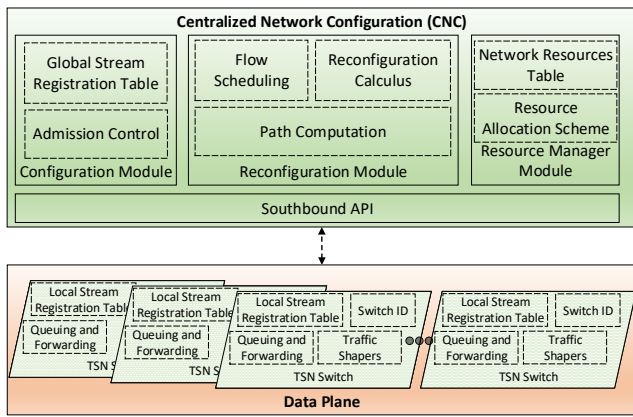 Centralized Network Configuration (CNC)
Global Stream
Registration Table
Admission Control
Configuration Module
Flow
Scheduling
Reconfiguration
Calculus
Path Computation
Reconfiguration Module
Network Resources
Table
Resource
Allocation Scheme
Resource Manager
Module
Southbound API
Local Stream
Registration Table
Queuing and
Forwarding
TSN S
Local Stream
Registration Table
Queuing and
Forwarding
TSN S
Local Stream
Registration Table
Switch ID
Queuing and
Forwarding
Traffic
Shapers
TSN Switch
Local Stream
Registration Table
Switch ID
Queuing and
Forwarding
Traffic
Shapers
TSN Switch
Data Plane